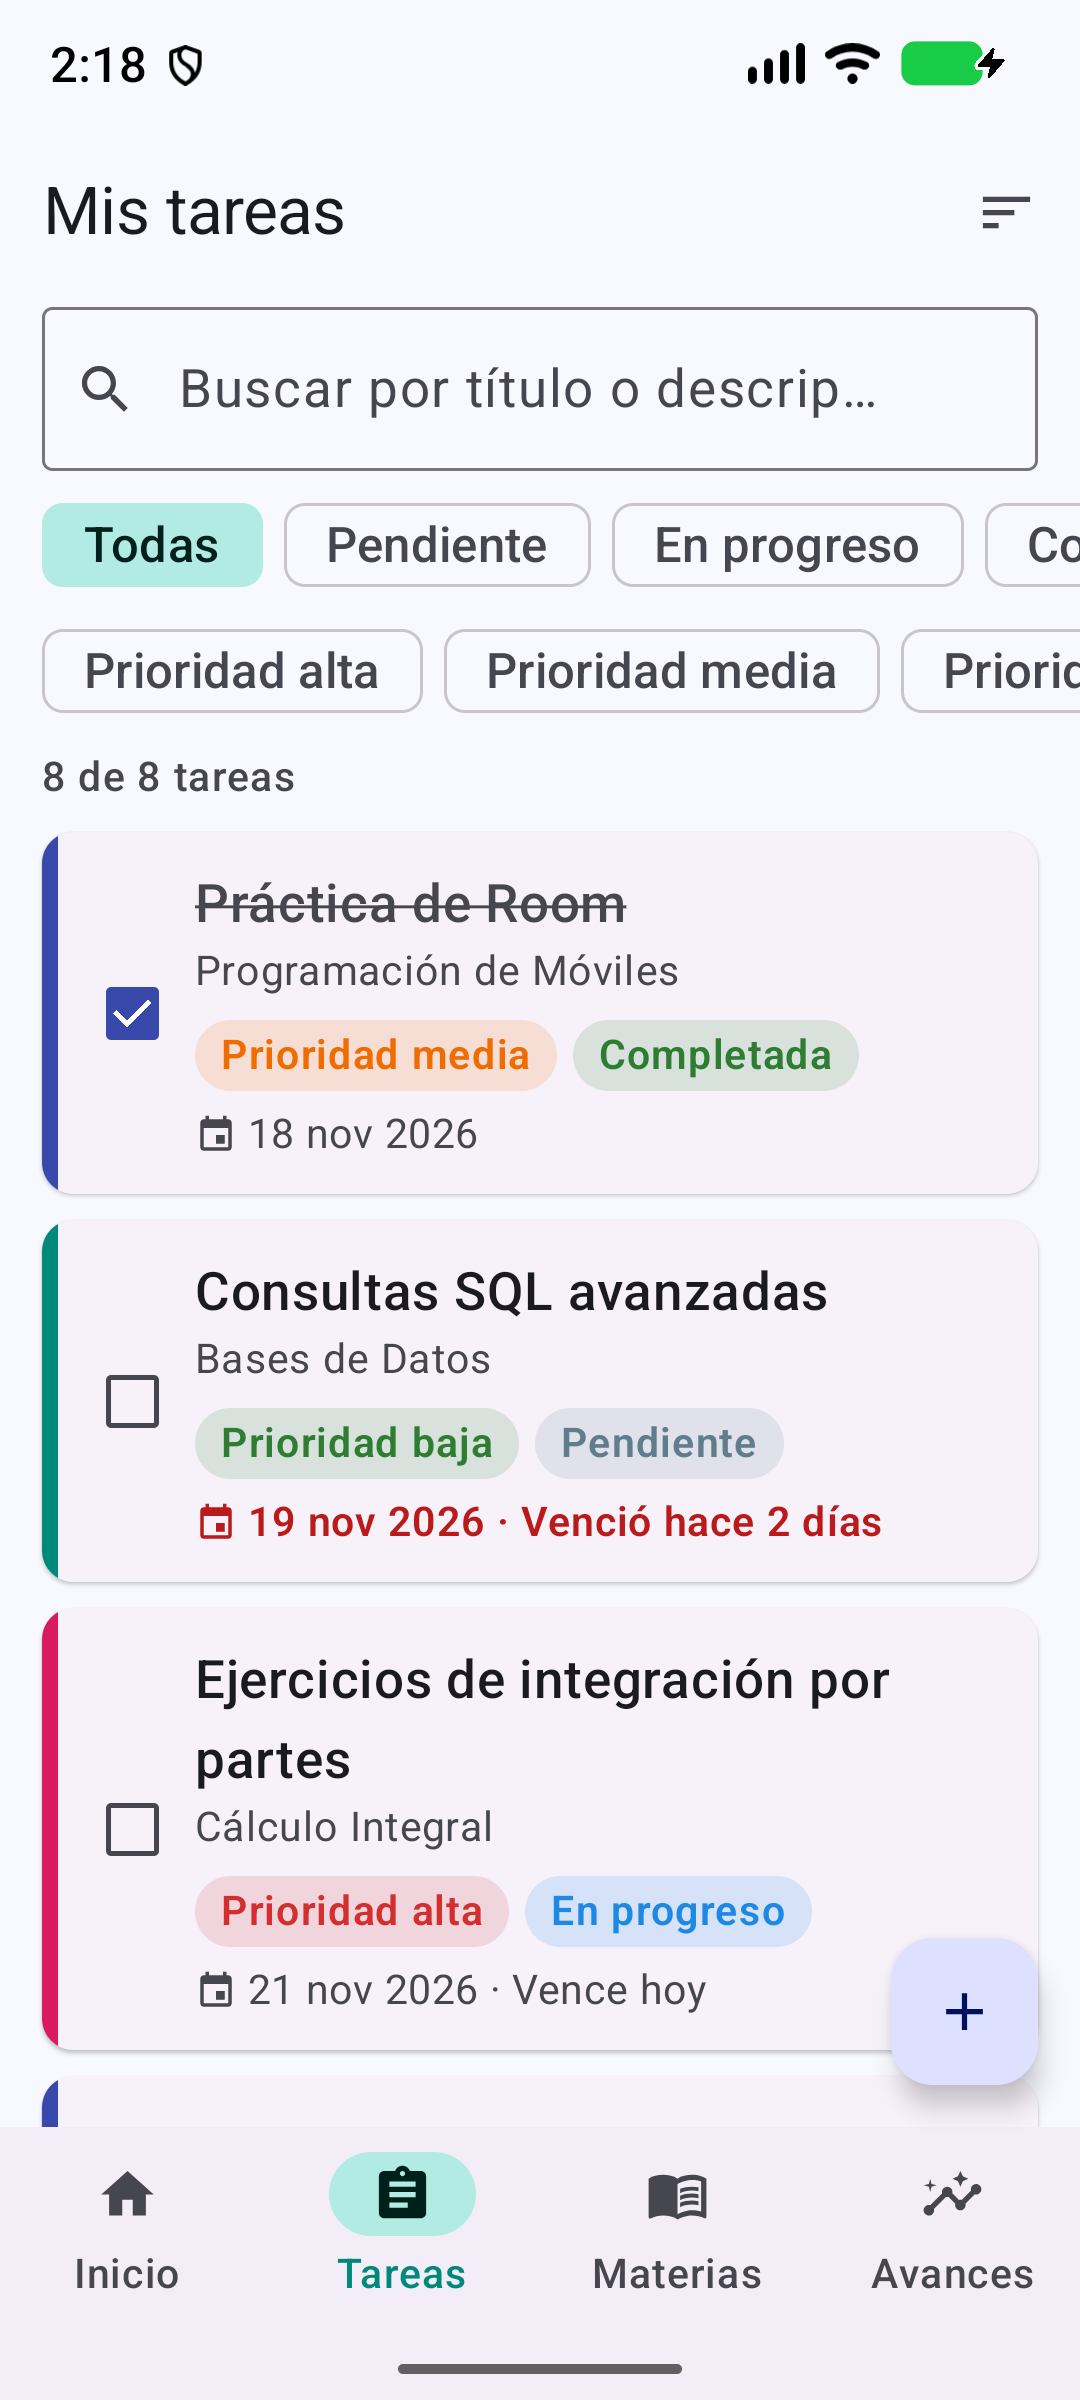 2:18
Mis tareas
Buscar por título o descrip...
Todas
Pendiente
En progreso
Co
Prioridad alta
Prioridad media
Priorid
8 de 8 tareas
Práctica de Room
Programación de Móviles
Prioridad media
Completada
18 nov 2026
Consultas SQL avanzadas
Bases de Datos
Prioridad baja
Pendiente
19 nov 2026 · Venció hace 2 días
Ejercicios de integración por
partes
Cálculo Integral
Prioridad alta
En progreso
21 nov 2026 · Vence hoy
Inicio
Tareas
Materias
Avances